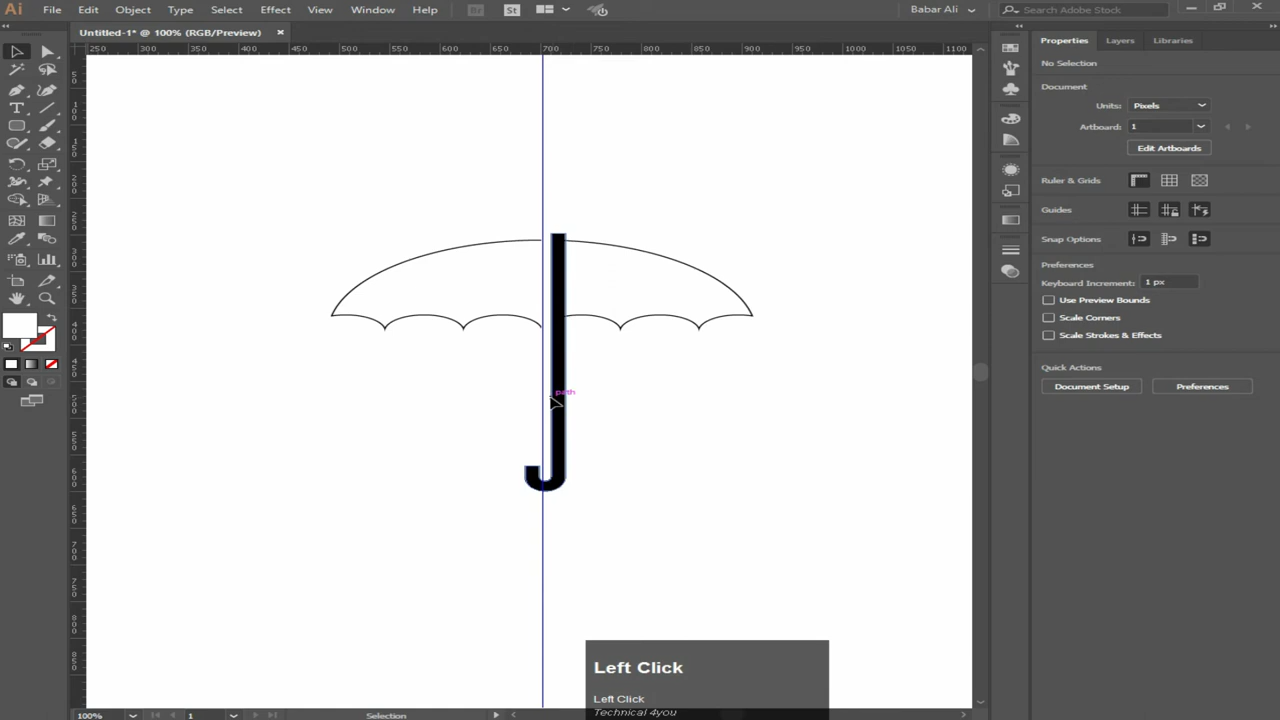 Ai File Edit Object Type Select Effect View Window Help Br St Babar Ali Search Adobe Stock
Untitled-1* @ 100% (RGB/Preview) ×
250 300 350 400 450 500 550 600 650 700 750 800 850 900 950 1000 1050 1100
Properties Layers Libraries
No Selection
Document
Units: Pixels
Artboard: 1
Edit Artboards
Ruler & Grids
Guides
Snap Options
Preferences
Keyboard Increment: 1 px
Use Preview Bounds
Scale Corners
Scale Strokes & Effects
Quick Actions
Document Setup Preferences
path
Left Click
Left Click
Technical 4you
100% 1 Selection